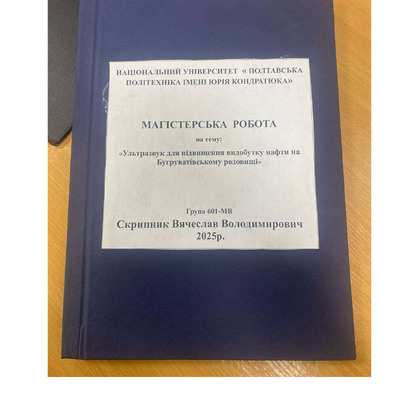 НАЦІОНАЛЬНИЙ УНІВЕРСИТЕТ « ПОЛТАВСЬКА
ПОЛІТЕХНІКА ІМЕНІ ЮРІЯ КОНДРАТЮКА»
МАГІСТЕРСЬКА РОБОТА
на тему:
«Ультразвук для підвищення видобутку нафти на
Бугруватівському родовищі»
Група 601-МВ
Скрипник Вячеслав Володимирович
2025р.